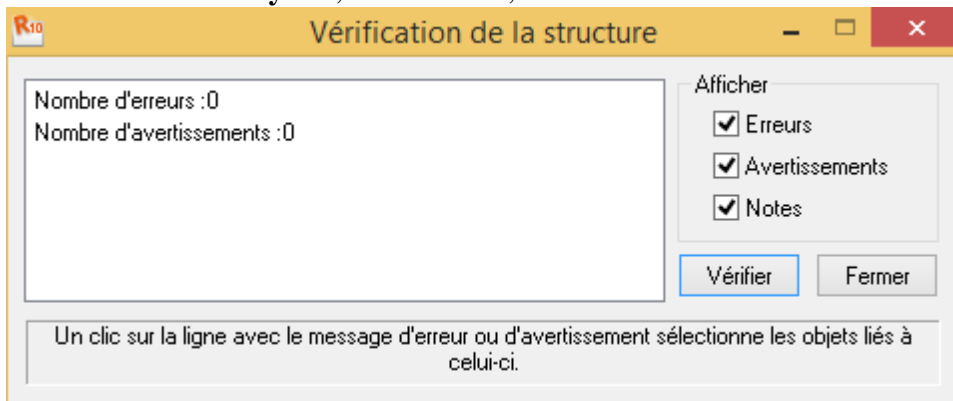 R10
Vérification de la structure
Nombre d'erreurs :0
Nombre d'avertissements :0
Afficher
Erreurs
Avertissements
Notes
Vérifier
Fermer
Un clic sur la ligne avec le message d'erreur ou d'avertissement sélectionne les objets liés à
celui-ci.